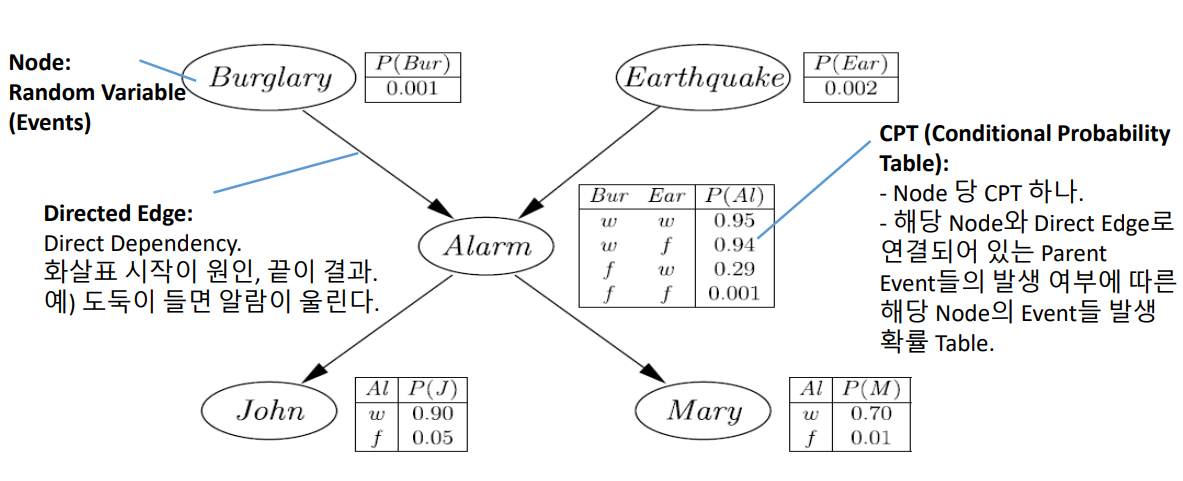 Node:
Random Variable
(Events)
Burglary
P(Bur)
0.001
Earthquake
P(Ear)
0.002
CPT (Conditional Probability
Table):
- Node 당 CPT 하나.
- 해당 Node와 Direct Edge로
연결되어 있는 Parent
Event들의 발생 여부에 따른
해당 Node의 Event들 발생
확률 Table.
Directed Edge:
Direct Dependency.
화살표 시작이 원인, 끝이 결과.
예) 도둑이 들면 알람이 울린다.
Alarm
Bur Ear P(Al)
w w 0.95
w f 0.94
f w 0.29
f f 0.001
John
Al P(J)
w 0.90
f 0.05
Mary
Al P(M)
w 0.70
f 0.01